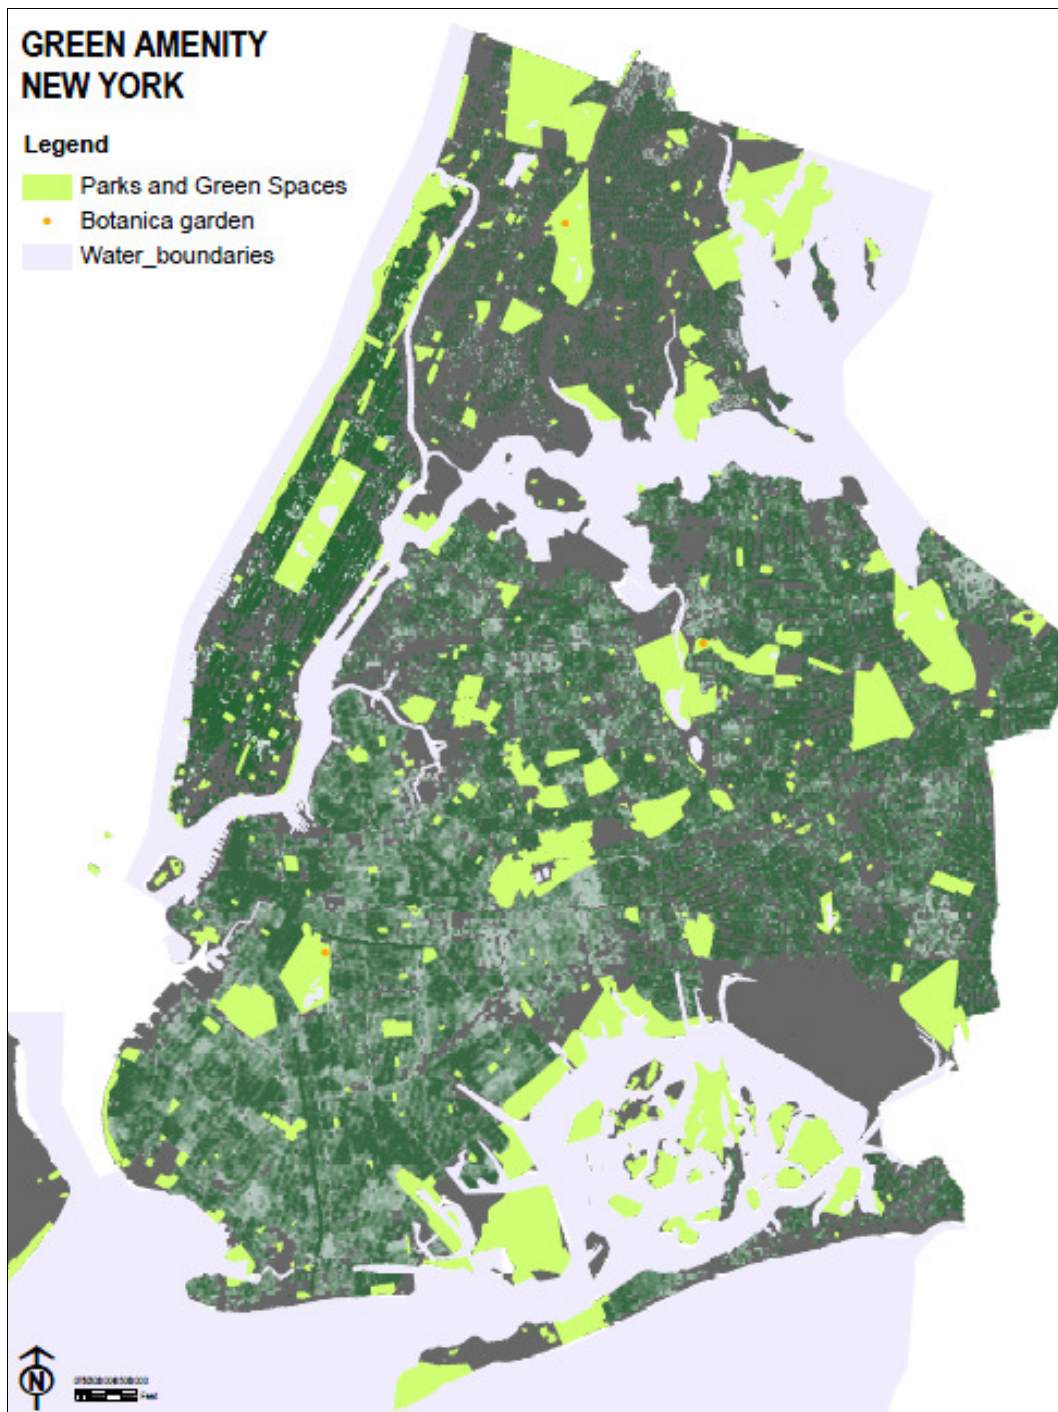 GREEN AMENITY
NEW YORK
Legend
Parks and Green Spaces
Botanica garden
Water_boundaries
N
Feet